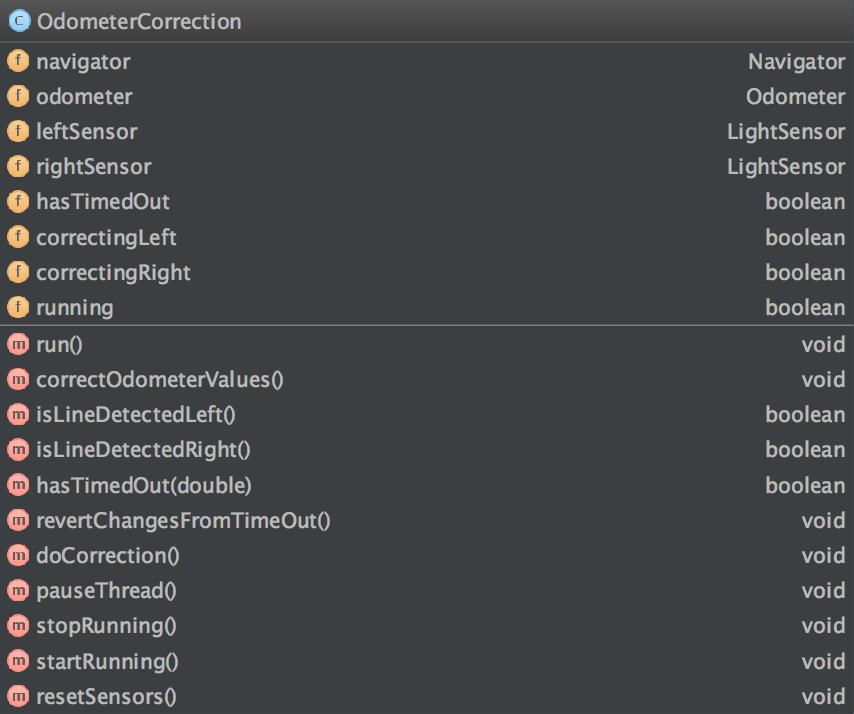 C OdometerCorrection
f navigator Navigator
f odometer Odometer
f leftSensor LightSensor
f rightSensor LightSensor
f hasTimedOut boolean
f correctingLeft boolean
f correctingRight boolean
f running boolean
m run() void
m correctOdometerValues() void
m isLineDetectedLeft() boolean
m isLineDetectedRight() boolean
m hasTimedOut(double) boolean
m revertChangesFromTimeOut() void
m doCorrection() void
m pauseThread() void
m stopRunning() void
m startRunning() void
m resetSensors() void